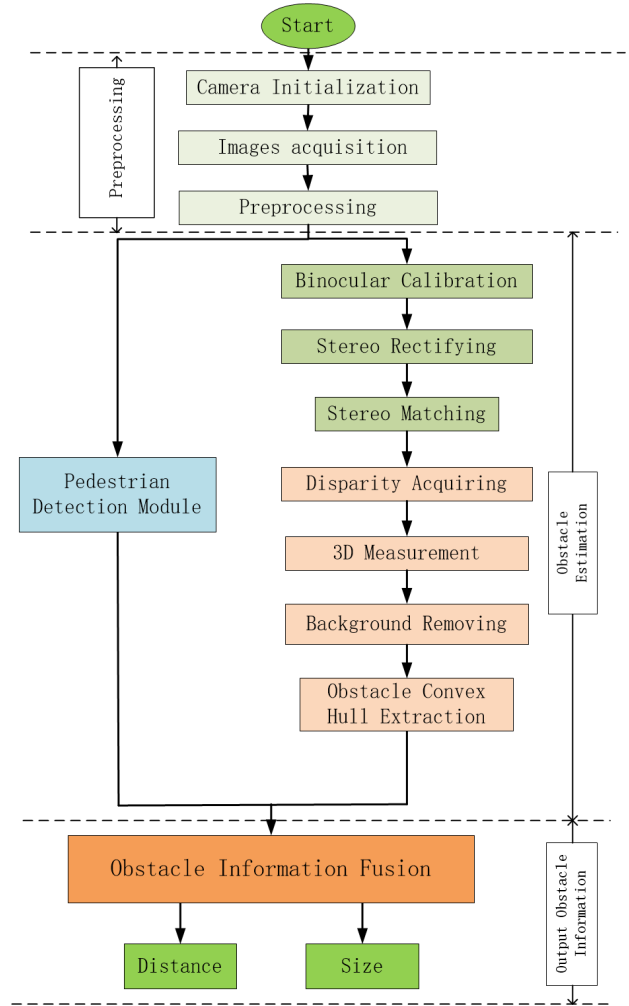 Start
Preprocessing
Camera Initialization
Images acquisition
Preprocessing
Binocular Calibration
Stereo Rectifying
Stereo Matching
Pedestrian
Detection Module
Disparity Acquiring
3D Measurement
Background Removing
Obstacle Convex
Hull Extraction
Obstacle
Estimation
Obstacle Information Fusion
Distance
Size
Output Obstacle
Information